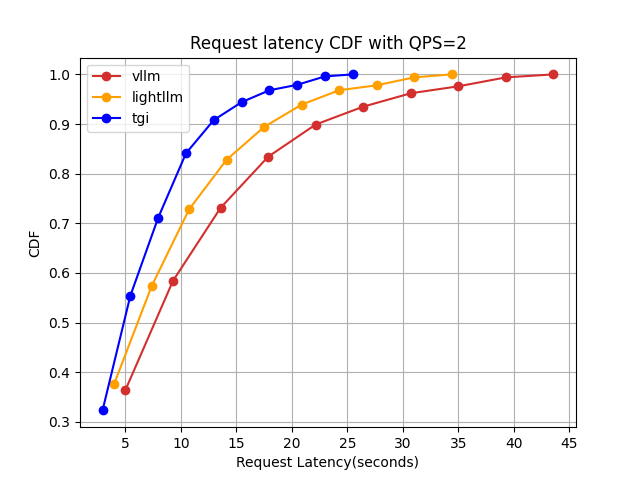 Request latency CDF with QPS=2
vllm
lightllm
tgi
CDF
1.0
0.9
0.8
0.7
0.6
0.5
0.4
0.3
5 10 15 20 25 30 35 40 45
Request Latency(seconds)